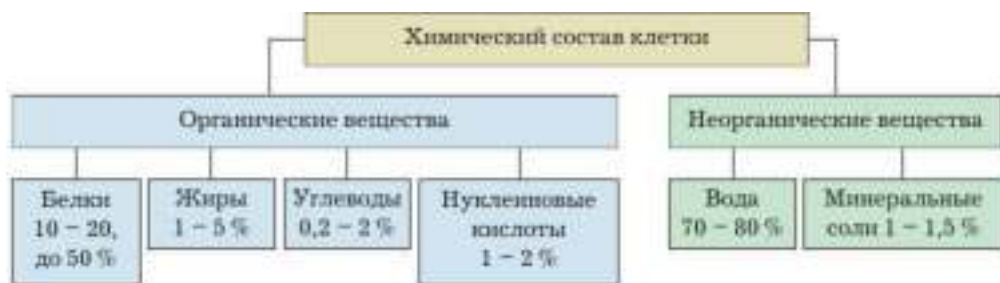 Химический состав клетки
Органические вещества
Неорганические вещества
Белки
10 – 20,
до 50 %
Жиры
1 – 5 %
Углеводы
0,2 – 2 %
Нуклеиновые
кислоты
1 – 2 %
Вода
70 – 80 %
Минеральные
соли 1 – 1,5 %